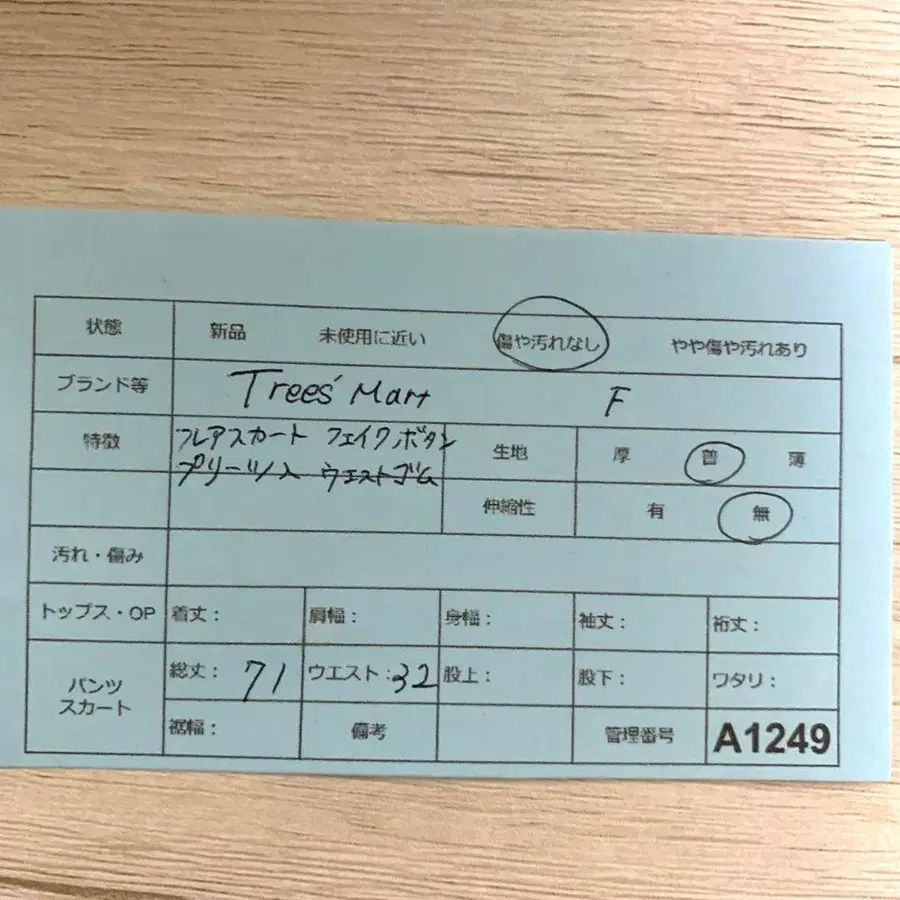 状態 新品 未使用に近い 傷や汚れなし やや傷や汚れあり
ブランド等 Trees' Mart F
特徴 フレアスカート フェイクボタン 生地 厚 普 薄
プリーツ入 ウエストゴム
伸縮性 有 無
汚れ・傷み
トップス・OP 着丈: 肩幅: 身幅: 袖丈: 裄丈:
パンツ スカート 総丈: 71 ウエスト: 32 股上: 股下: ワタリ:
裾幅: 備考 管理番号 A1249